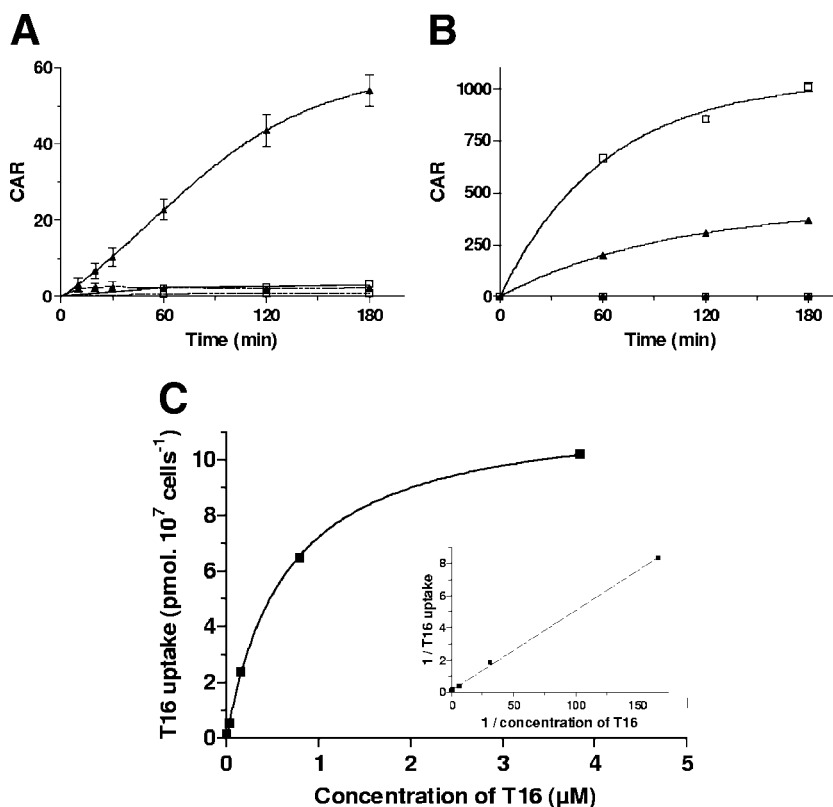 A
60
40
20
0
CAR
0 60 120 180
Time (min)
B
1000
750
500
250
0
CAR
0 60 120 180
Time (min)
C
10
8
6
4
2
0
T16 uptake (pmol. 10⁷ cells⁻¹)
0 1 2 3 4 5
Concentration of T16 (µM)
8
6
4
2
0
1 / T16 uptake
0 50 100 150
1 / concentration of T16